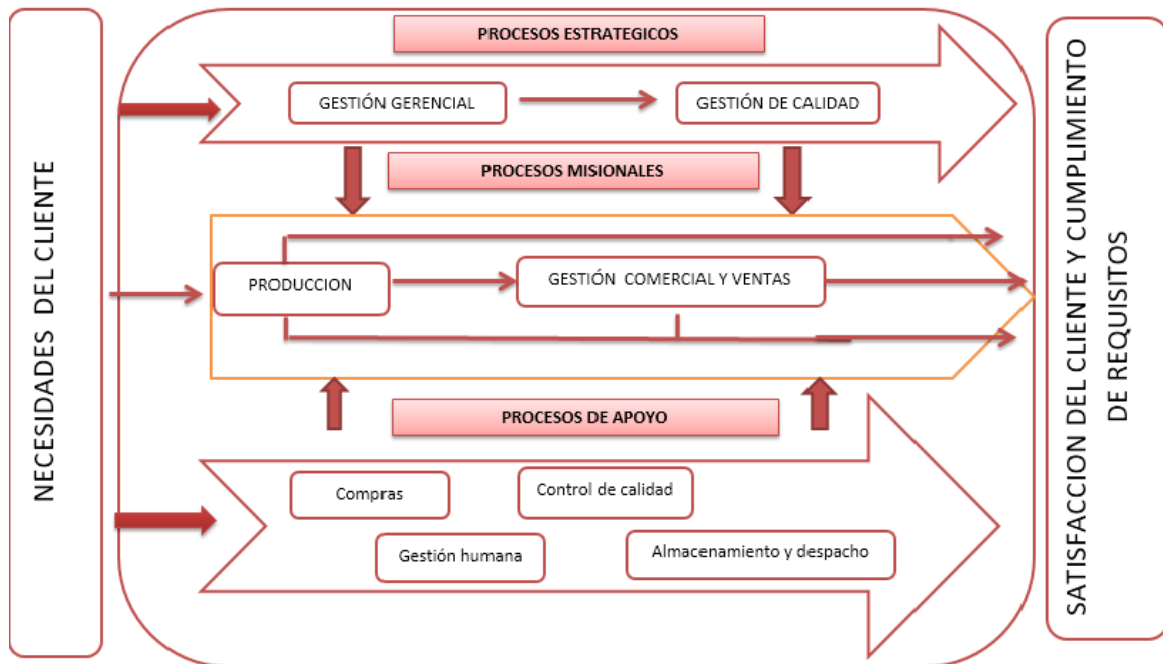 NECESIDADES DEL CLIENTE
PROCESOS ESTRATEGICOS
GESTIÓN GERENCIAL
GESTIÓN DE CALIDAD
PROCESOS MISIONALES
PRODUCCION
GESTIÓN COMERCIAL Y VENTAS
PROCESOS DE APOYO
Compras
Control de calidad
Gestión humana
Almacenamiento y despacho
SATISFACCION DEL CLIENTE Y CUMPLIMIENTO
DE REQUISITOS